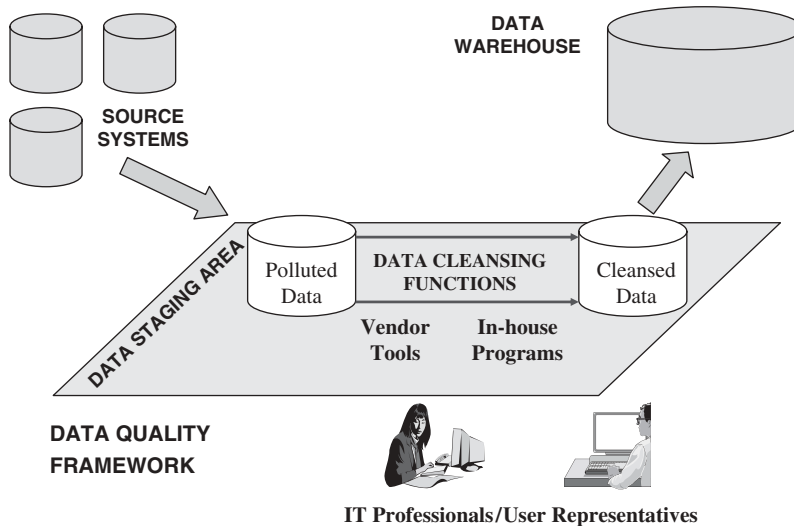 DATA
WAREHOUSE
SOURCE
SYSTEMS
DATA STAGING AREA
Polluted
Data
DATA CLEANSING
FUNCTIONS
Cleansed
Data
Vendor
Tools
In-house
Programs
DATA QUALITY
FRAMEWORK
IT Professionals/User Representatives